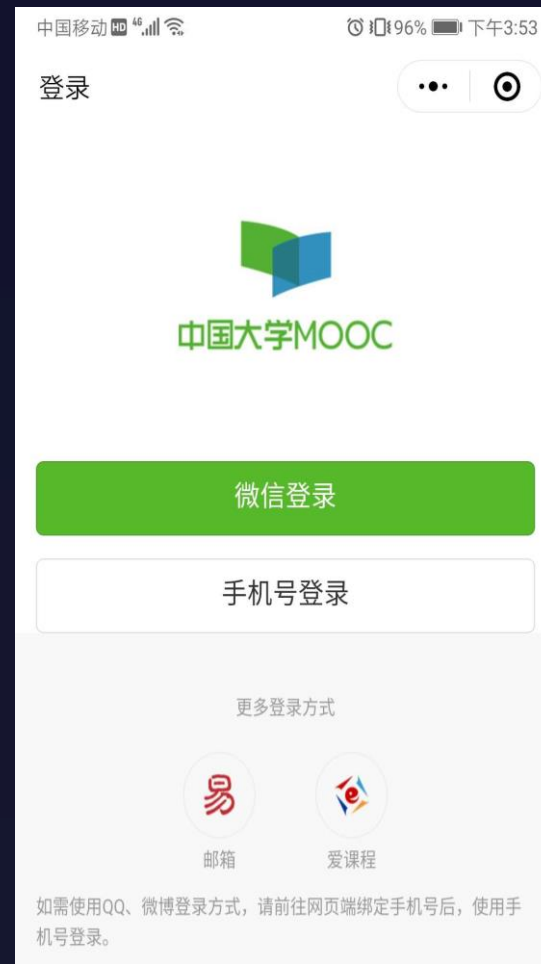 中国移动 HD 4G 96% 下午3:53
登录
中国大学MOOC
微信登录
手机号登录
更多登录方式
易
e
邮箱 爱课程
如需使用QQ、微博登录方式，请前往网页端绑定手机号后，使用手
机号登录。